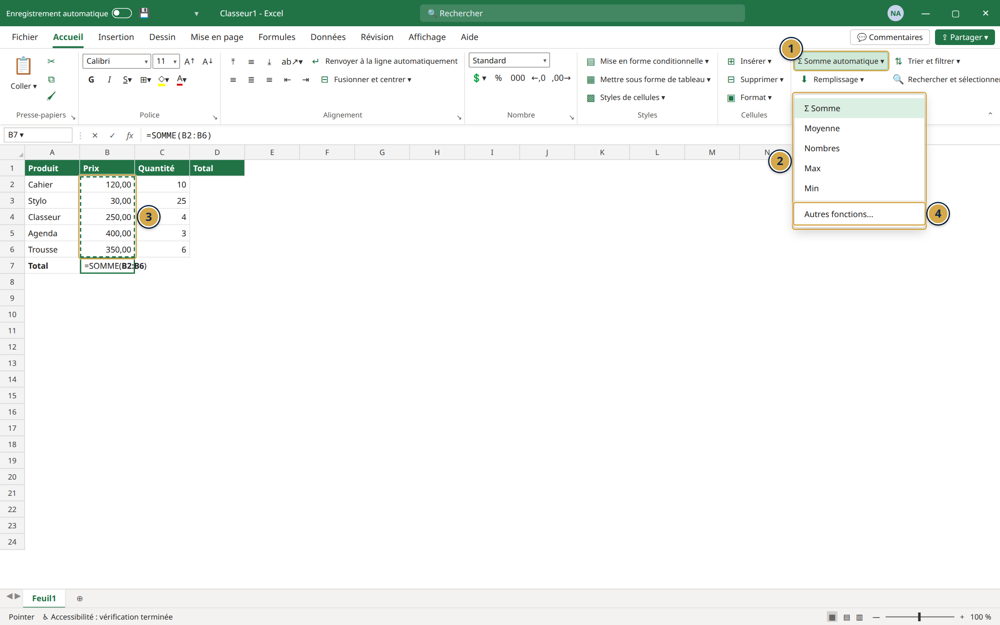 Enregistrement automatique
Classeur1 - Excel
Rechercher
NA
Fichier Accueil Insertion Dessin Mise en page Formules Données Révision Affichage Aide
Commentaires
Partager
1
Coller
Calibri 11
G I S A
ab
Renvoyer à la ligne automatiquement
Fusionner et centrer
Standard
% 000 ←,0 ,00→
Mise en forme conditionnelle
Mettre sous forme de tableau
Styles de cellules
Insérer
Supprimer
Format
Σ Somme automatique
Remplissage
Trier et filtrer
Rechercher et sélectionner
Presse-papiers Police Alignement Nombre Styles Cellules
Σ Somme
Moyenne
Nombres
Max
Min
Autres fonctions...
2
4
B7 fx =SOMME(B2:B6)
A B C D E F G H I J K L M N
1 Produit Prix Quantité Total
2 Cahier 120,00 10
3 Stylo 30,00 25
4 Classeur 250,00 4
3
5 Agenda 400,00 3
6 Trousse 350,00 6
7 Total =SOMME(B2:B6)
8
9
10
11
12
13
14
15
16
17
18
19
20
21
22
23
24
Feuil1
Pointer Accessibilité : vérification terminée
— + 100 %